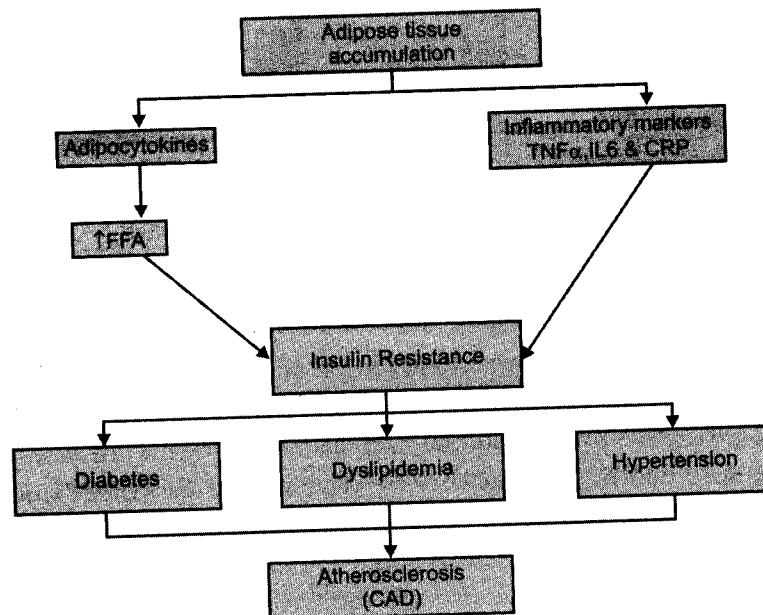 Adipose tissue
accumulation
Adipocytokines
Inflammatory markers
TNFα,IL6 & CRP
↑FFA
Insulin Resistance
Diabetes
Dyslipidemia
Hypertension
Atherosclerosis
(CAD)